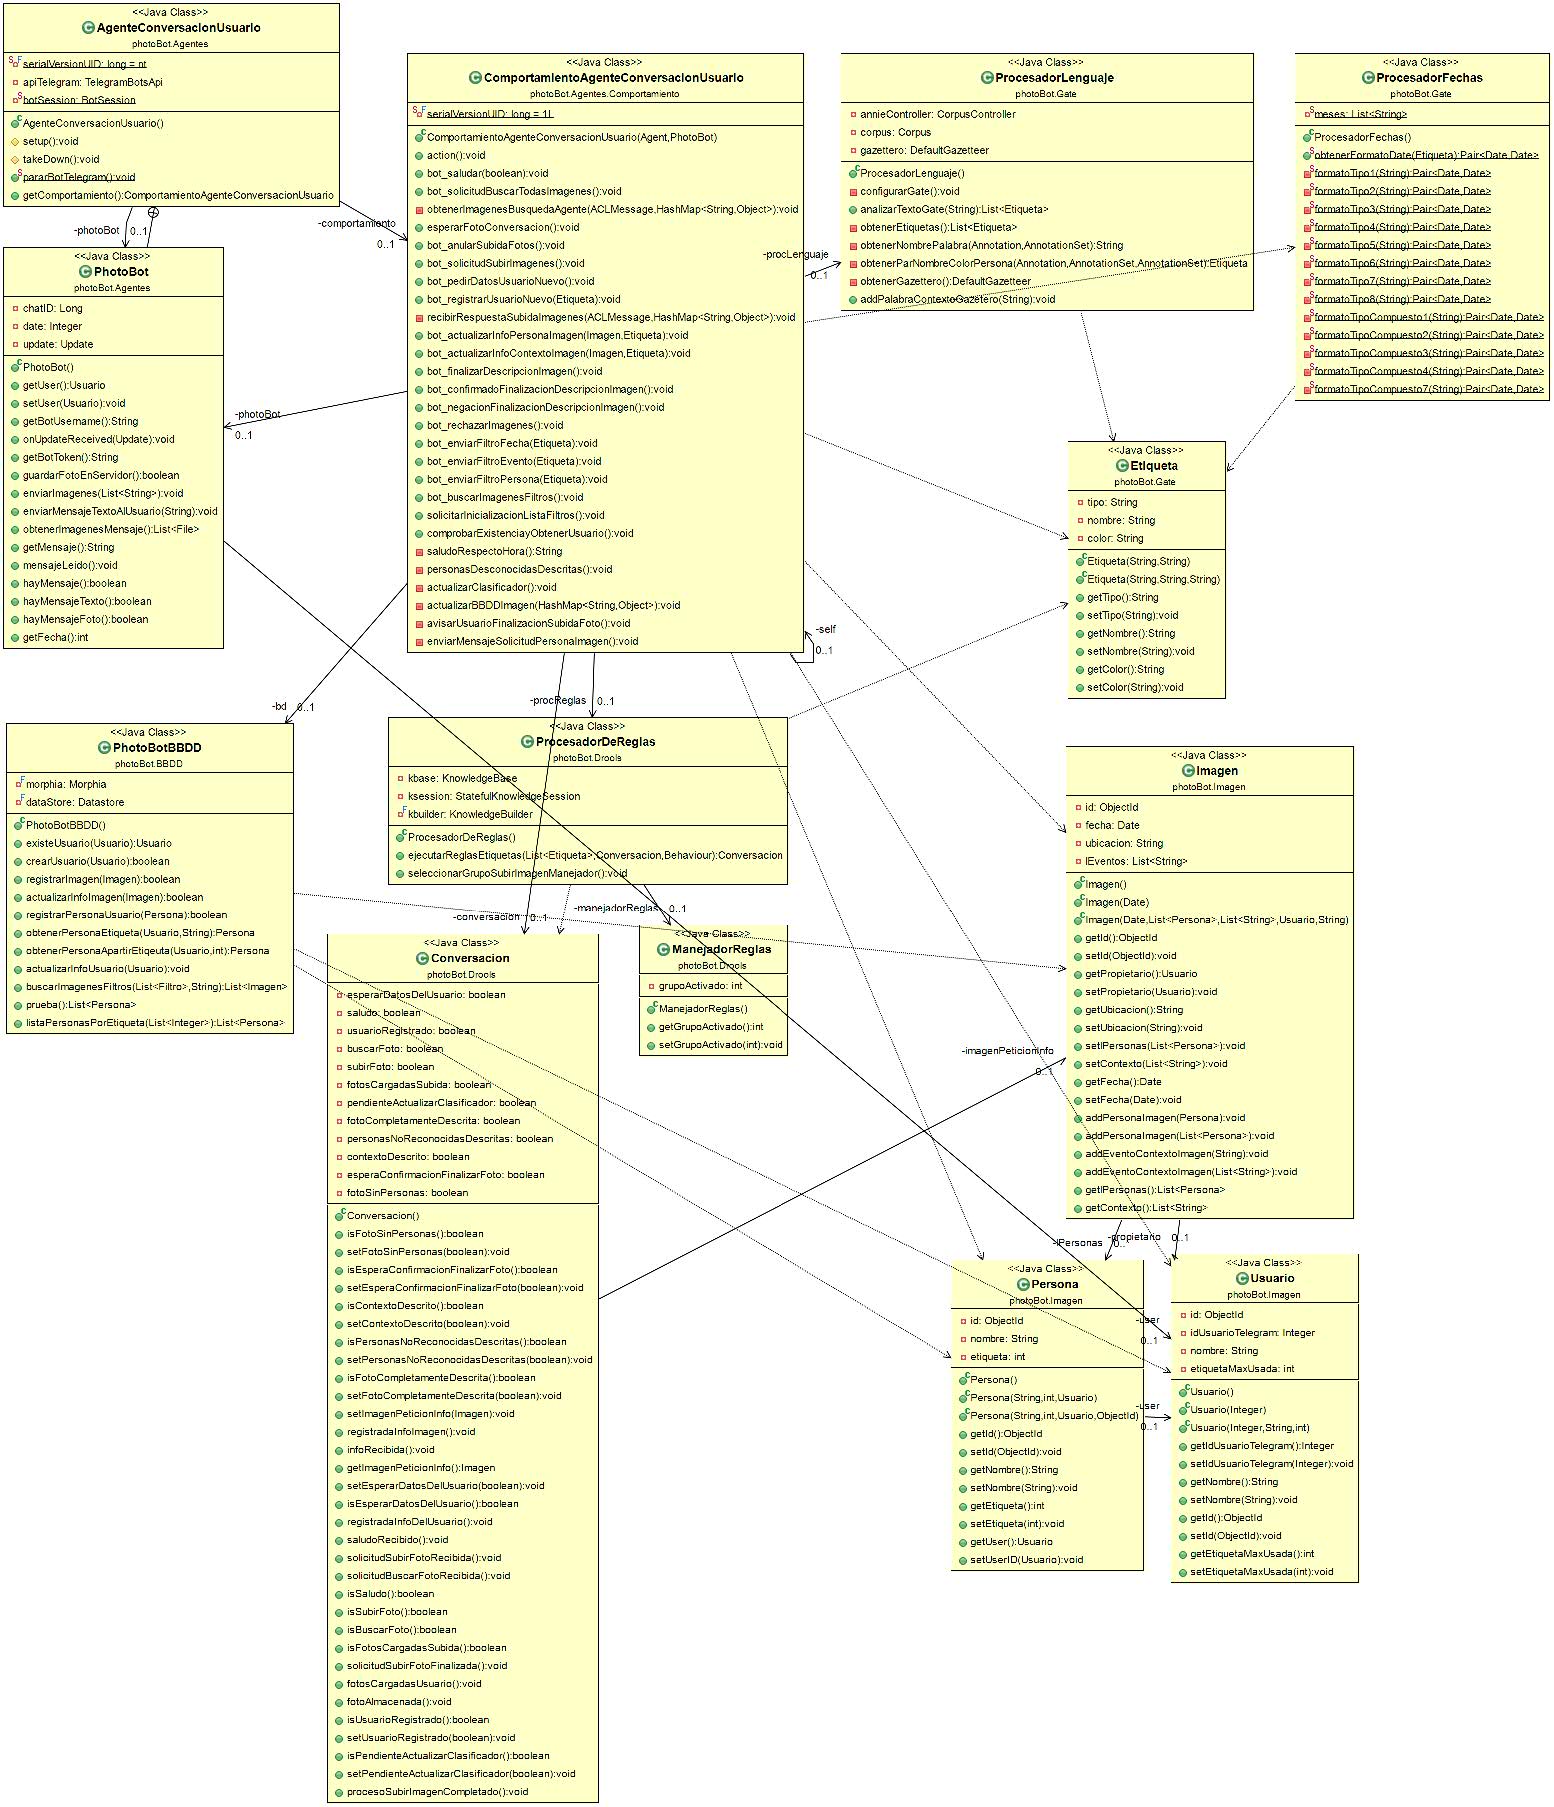 <<Java Class>>
AgenteConversacionUsuario
photoBot.Agentes
serialVersionUID: long = nt
apiTelegram: TelegramBotsApi
botSession: BotSession
AgenteConversacionUsuario()
setup():void
takeDown():void
pararBotTelegram():void
getComportamiento():ComportamientoAgenteConversacionUsuario
-photoBot
0..1
-comportamiento
0..1
<<Java Class>>
PhotoBot
photoBot.Agentes
chatID: Long
date: Integer
update: Update
PhotoBot()
getUser():Usuario
setUser(Usuario):void
getBotUsername():String
onUpdateReceived(Update):void
getBotToken():String
guardarFotoEnServidor():boolean
enviarImagenes(List<String>):void
enviarMensajeTextoAlUsuario(String):void
obtenerImagenesMensaje():List<File>
getMensaje():String
mensajeLeido():void
hayMensaje():boolean
hayMensajeTexto():boolean
hayMensajeFoto():boolean
getFecha():int
<<Java Class>>
ComportamientoAgenteConversacionUsuario
photoBot.Agentes.Comportamiento
serialVersionUID: long = 1L
ComportamientoAgenteConversacionUsuario(Agent,PhotoBot)
action():void
bot_saludar(boolean):void
bot_solicitudBuscarTodasImagenes():void
obtenerImagenesBusquedaAgente(ACLMessage,HashMap<String,Object>):void
esperarFotoConversacion():void
bot_anularSubidaFotos():void
bot_solicitudSubirImagenes():void
bot_pedirDatosUsuarioNuevo():void
bot_registrarUsuarioNuevo(Etiqueta):void
recibirRespuestaSubidaImagenes(ACLMessage,HashMap<String,Object>):void
bot_actualizarInfoPersonaImagen(Imagen,Etiqueta):void
bot_actualizarInfoContextoImagen(Imagen,Etiqueta):void
bot_finalizarDescripcionImagen():void
bot_confirmadoFinalizacionDescripcionImagen():void
bot_negacionFinalizacionDescripcionImagen():void
bot_rechazarImagenes():void
bot_enviarFiltroFecha(Etiqueta):void
bot_enviarFiltroEvento(Etiqueta):void
bot_enviarFiltroPersona(Etiqueta):void
bot_buscarImagenesFiltros():void
solicitarInicializacionListaFiltros():void
comprobarExistenciayObtenerUsuario():void
saludoRespectoHora():String
personasDesconocidasDescritas():void
actualizarClasificador():void
actualizarBBDDImagen(HashMap<String,Object>):void
avisarUsuarioFinalizacionSubidaFoto():void
enviarMensajeSolicitudPersonaImagen():void
-photoBot
0..1
-procLenguaje
0..1
-self
0..1
-bd
0..1
-procReglas
0..1
<<Java Class>>
ProcesadorLenguaje
photoBot.Gate
annieController: CorpusController
corpus: Corpus
gazettero: DefaultGazetteer
ProcesadorLenguaje()
configurarGate():void
analizarTextoGate(String):List<Etiqueta>
obtenerEtiquetas():List<Etiqueta>
obtenerNombrePalabra(Annotation,AnnotationSet):String
obtenerParNombreColorPersona(Annotation,AnnotationSet,Annotation):Etiqueta
obtenerGazettero():DefaultGazetteer
addPalabraContextoGazetero(String):void
<<Java Class>>
ProcesadorFechas
photoBot.Gate
meses: List<String>
ProcesadorFechas()
obtenerFormatoDate(Etiqueta):Pair<Date,Date>
formatoTipo1(String):Pair<Date,Date>
formatoTipo2(String):Pair<Date,Date>
formatoTipo3(String):Pair<Date,Date>
formatoTipo4(String):Pair<Date,Date>
formatoTipo5(String):Pair<Date,Date>
formatoTipo6(String):Pair<Date,Date>
formatoTipo7(String):Pair<Date,Date>
formatoTipo8(String):Pair<Date,Date>
formatoTipoCompuesto1(String):Pair<Date,Date>
formatoTipoCompuesto2(String):Pair<Date,Date>
formatoTipoCompuesto3(String):Pair<Date,Date>
formatoTipoCompuesto4(String):Pair<Date,Date>
formatoTipoCompuesto7(String):Pair<Date,Date>
<<Java Class>>
Etiqueta
photoBot.Gate
tipo: String
nombre: String
color: String
Etiqueta(String,String)
Etiqueta(String,String,String)
getTipo():String
setTipo(String):void
getNombre():String
setNombre(String):void
getColor():String
setColor(String):void
<<Java Class>>
PhotoBotBBDD
photoBot.BBDD
morphia: Morphia
dataStore: Datastore
PhotoBotBBDD()
existeUsuario(Usuario):Usuario
crearUsuario(Usuario):boolean
registrarImagen(Imagen):boolean
actualizarInfoImagen(Imagen):boolean
registrarPersonaUsuario(Persona):boolean
obtenerPersonaEtiqueta(Usuario,String):Persona
obtenerPersonaApartirEtiqeuta(Usuario,int):Persona
actualizarInfoUsuario(Usuario):void
buscarImagenesFiltros(List<Filtro>,String):List<Imagen>
prueba():List<Persona>
listaPersonasPorEtiqueta(List<Integer>):List<Persona>
<<Java Class>>
ProcesadorDeReglas
photoBot.Drools
kbase: KnowledgeBase
ksession: StatefulKnowledgeSession
kbuilder: KnowledgeBuilder
ProcesadorDeReglas()
ejecutarReglasEtiquetas(List<Etiqueta>,Conversacion,Behaviour):Conversacion
seleccionarGrupoSubirImagenManejador():void
-conversacion
0..1
-manejadorReglas
0..1
<<Java Class>>
Conversacion
photoBot.Drools
esperarDatosDelUsuario: boolean
saludo: boolean
usuarioRegistrado: boolean
buscarFoto: boolean
subirFoto: boolean
fotosCargadasSubida: boolean
pendienteActualizarClasificador: boolean
fotoCompletamenteDescrita: boolean
personasNoReconocidasDescritas: boolean
contextoDescrito: boolean
esperaConfirmacionFinalizarFoto: boolean
fotoSinPersonas: boolean
Conversacion()
isFotoSinPersonas():boolean
setFotoSinPersonas(boolean):void
isEsperaConfirmacionFinalizarFoto():boolean
setEsperaConfirmacionFinalizarFoto(boolean):void
isContextoDescrito():boolean
setContextoDescrito(boolean):void
isPersonasNoReconocidasDescritas():boolean
setPersonasNoReconocidasDescritas(boolean):void
isFotoCompletamenteDescrita():boolean
setFotoCompletamenteDescrita(boolean):void
setImagenPeticionInfo(Imagen):void
registradaInfoImagen():void
infoRecibida():void
getImagenPeticionInfo():Imagen
setEsperarDatosDelUsuario(boolean):void
isEsperarDatosDelUsuario():boolean
registradaInfoDelUsuario():void
saludoRecibido():void
solicitudSubirFotoRecibida():void
solicitudBuscarFotoRecibida():void
isSaludo():boolean
isSubirFoto():boolean
isBuscarFoto():boolean
isFotosCargadasSubida():boolean
solicitudSubirFotoFinalizada():void
fotosCargadasUsuario():void
fotoAlmacenada():void
isUsuarioRegistrado():boolean
setUsuarioRegistrado(boolean):void
isPendienteActualizarClasificador():boolean
setPendienteActualizarClasificador(boolean):void
procesoSubirImagenCompletado():void
<<Java Class>>
ManejadorReglas
photoBot.Drools
grupoActivado: int
ManejadorReglas()
getGrupoActivado():int
setGrupoActivado(int):void
-imagenPeticionInfo
0..1
<<Java Class>>
Imagen
photoBot.Imagen
id: ObjectId
fecha: Date
ubicacion: String
lEventos: List<String>
Imagen()
Imagen(Date)
Imagen(Date,List<Persona>,List<String>,Usuario,String)
getId():ObjectId
setId(ObjectId):void
getPropietario():Usuario
setPropietario(Usuario):void
getUbicacion():String
setUbicacion(String):void
setlPersonas(List<Persona>):void
setContexto(List<String>):void
getFecha():Date
setFecha(Date):void
addPersonaImagen(Persona):void
addPersonaImagen(List<Persona>):void
addEventoContextoImagen(String):void
addEventoContextoImagen(List<String>):void
getlPersonas():List<Persona>
getContexto():List<String>
-lPersonas
0..*
-propietario
0..1
<<Java Class>>
Persona
photoBot.Imagen
id: ObjectId
nombre: String
etiqueta: int
Persona()
Persona(String,int,Usuario)
Persona(String,int,Usuario,ObjectId)
getId():ObjectId
setId(ObjectId):void
getNombre():String
setNombre(String):void
getEtiqueta():int
setEtiqueta(int):void
getUser():Usuario
setUserID(Usuario):void
-user
0..1
-user
0..1
<<Java Class>>
Usuario
photoBot.Imagen
id: ObjectId
idUsuarioTelegram: Integer
nombre: String
etiquetaMaxUsada: int
Usuario()
Usuario(Integer)
Usuario(Integer,String,int)
getIdUsuarioTelegram():Integer
setIdUsuarioTelegram(Integer):void
getNombre():String
setNombre(String):void
getId():ObjectId
setId(ObjectId):void
getEtiquetaMaxUsada():int
setEtiquetaMaxUsada(int):void